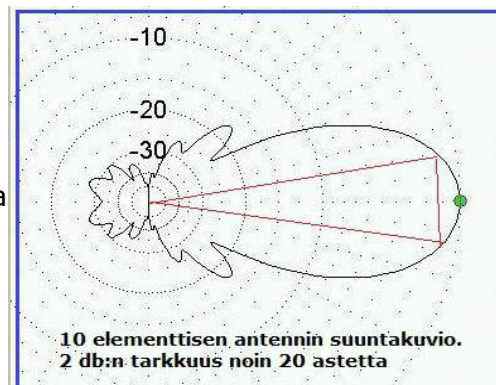 -10
-20
-30
a
10 elementtisen antennin suuntakuvio.
2 db:n tarkkuus noin 20 astetta